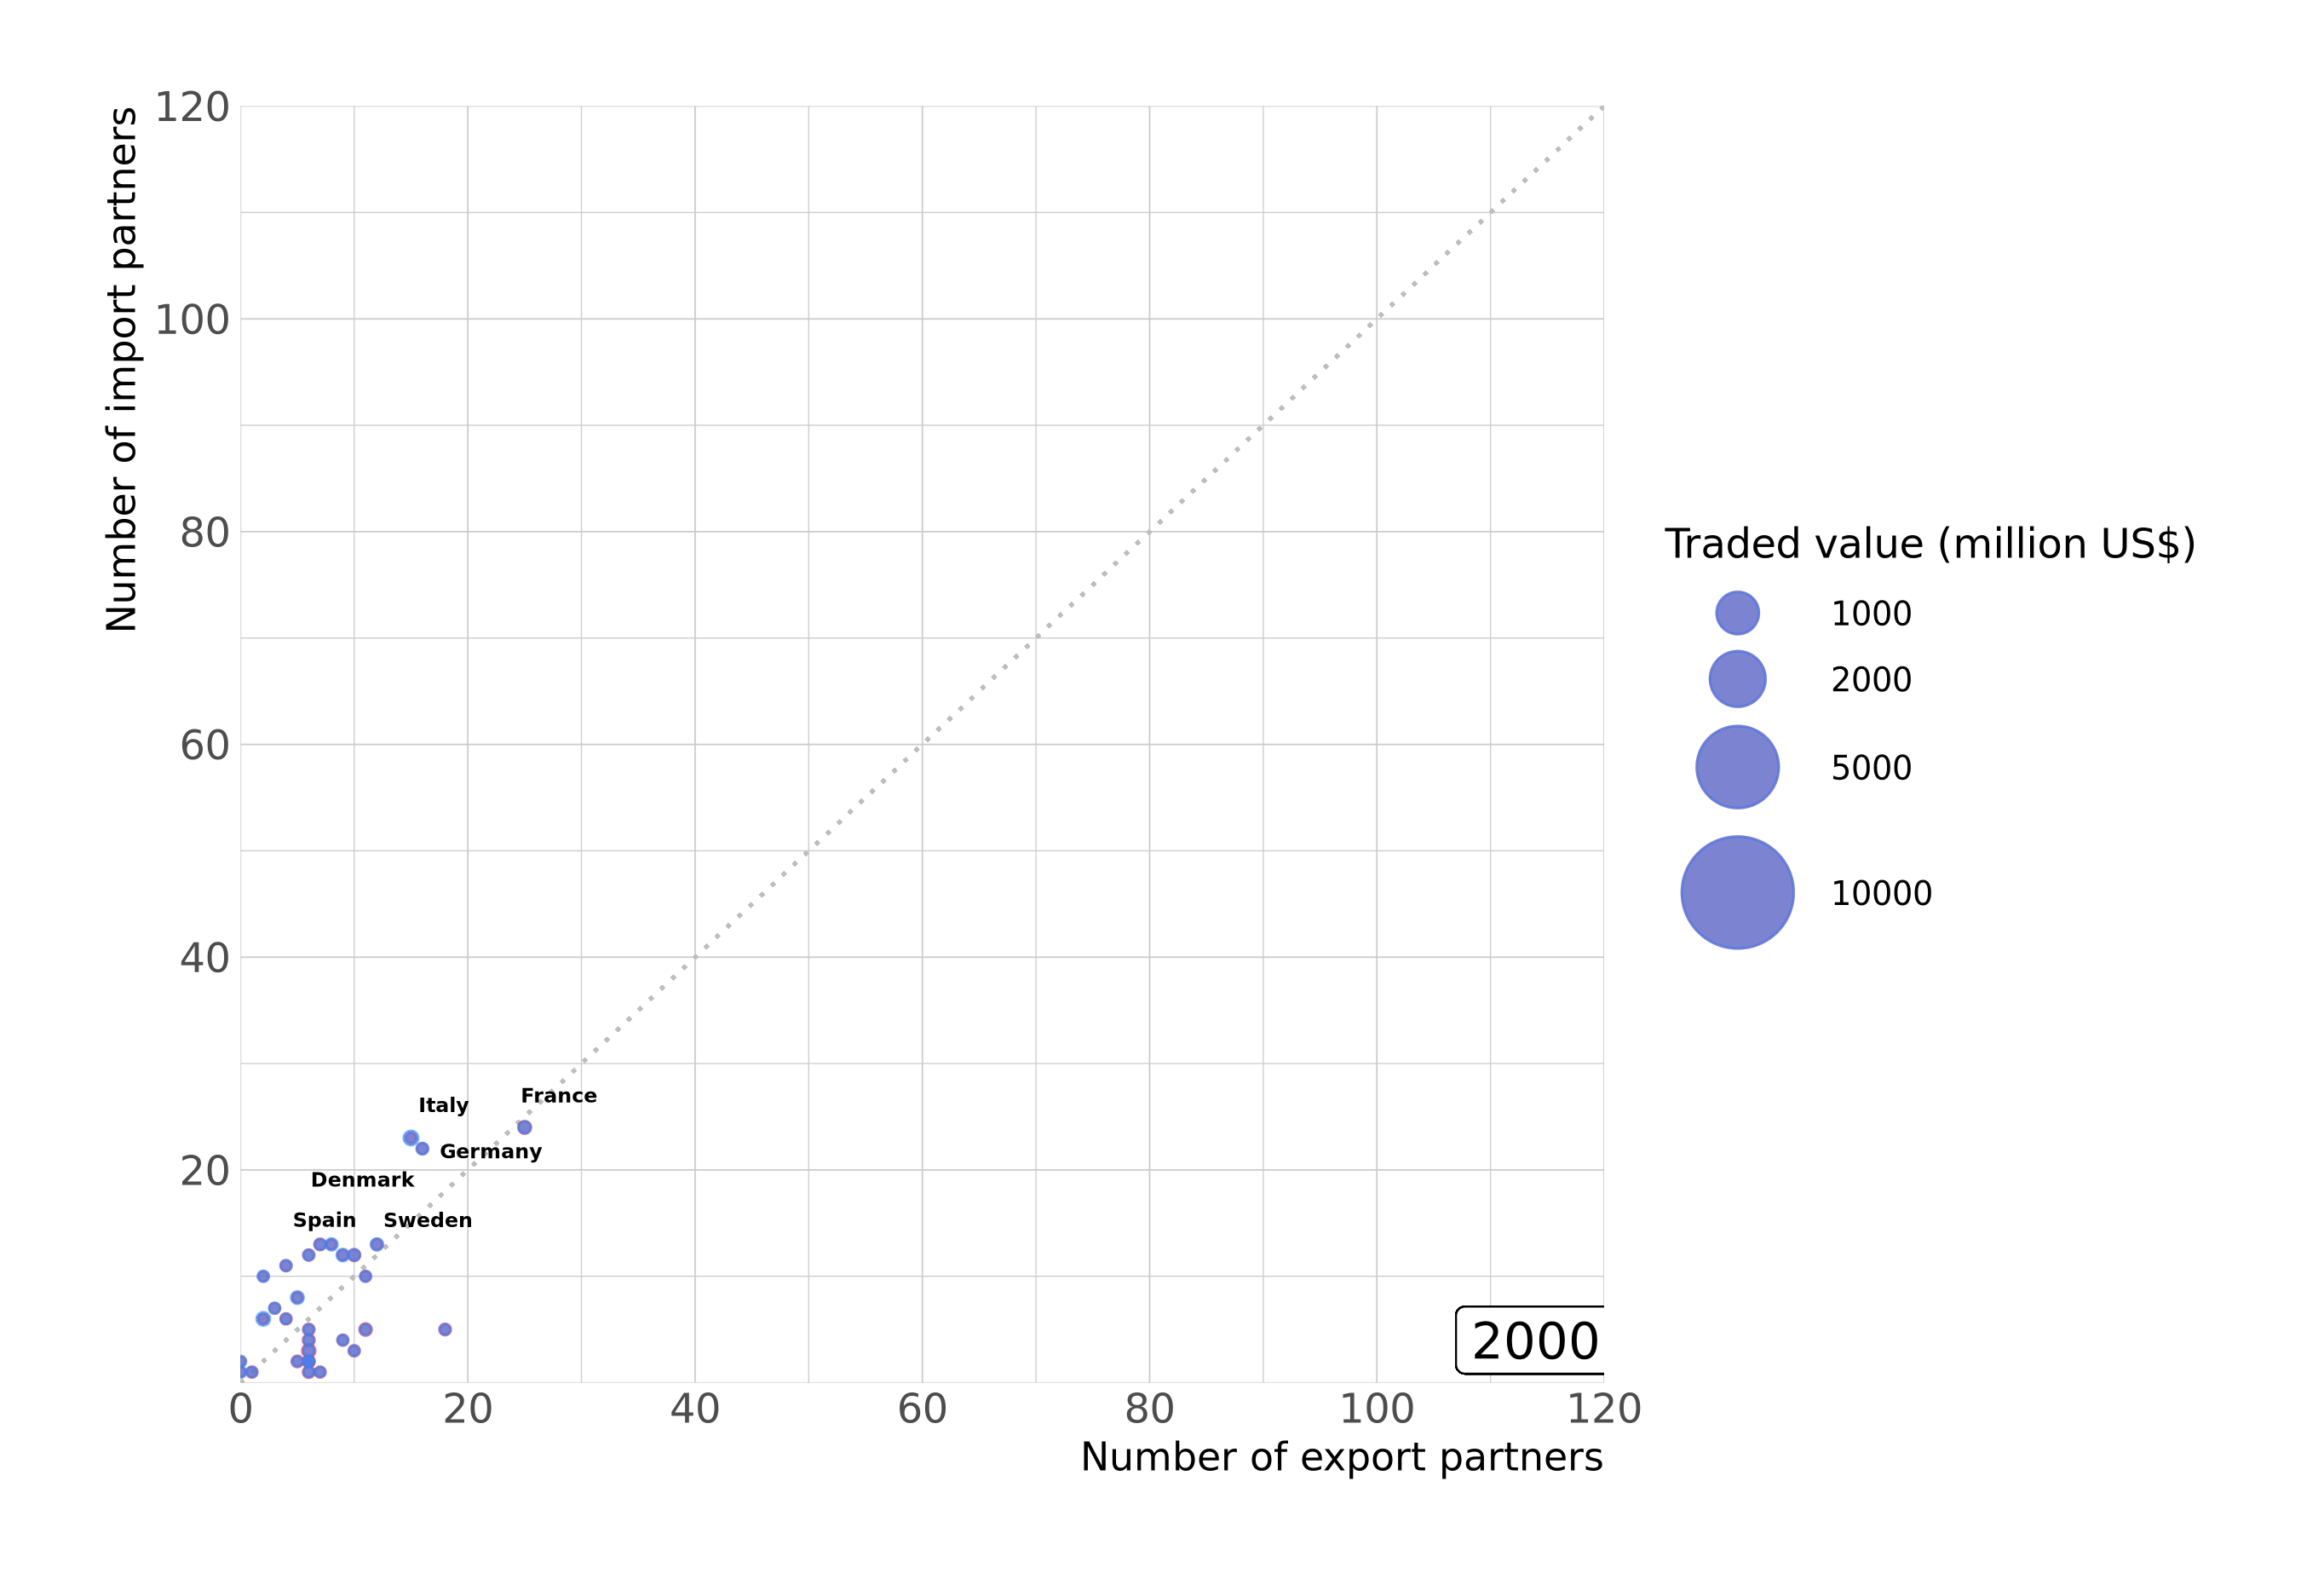 Number of import partners
120
100
80
60
40
20
Italy
France
Germany
Denmark
Spain
Sweden
2000
0
20
40
60
80
100
120
Number of export partners
Traded value (million US$)
1000
2000
5000
10000